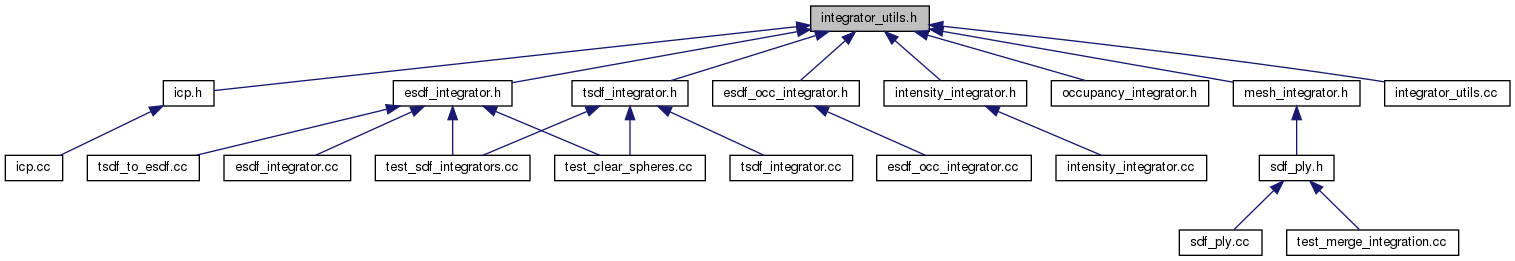 integrator_utils.h
icp.h
esdf_integrator.h
tsdf_integrator.h
esdf_occ_integrator.h
intensity_integrator.h
occupancy_integrator.h
mesh_integrator.h
integrator_utils.cc
icp.cc
tsdf_to_esdf.cc
esdf_integrator.cc
test_sdf_integrators.cc
test_clear_spheres.cc
tsdf_integrator.cc
esdf_occ_integrator.cc
intensity_integrator.cc
sdf_ply.h
sdf_ply.cc
test_merge_integration.cc